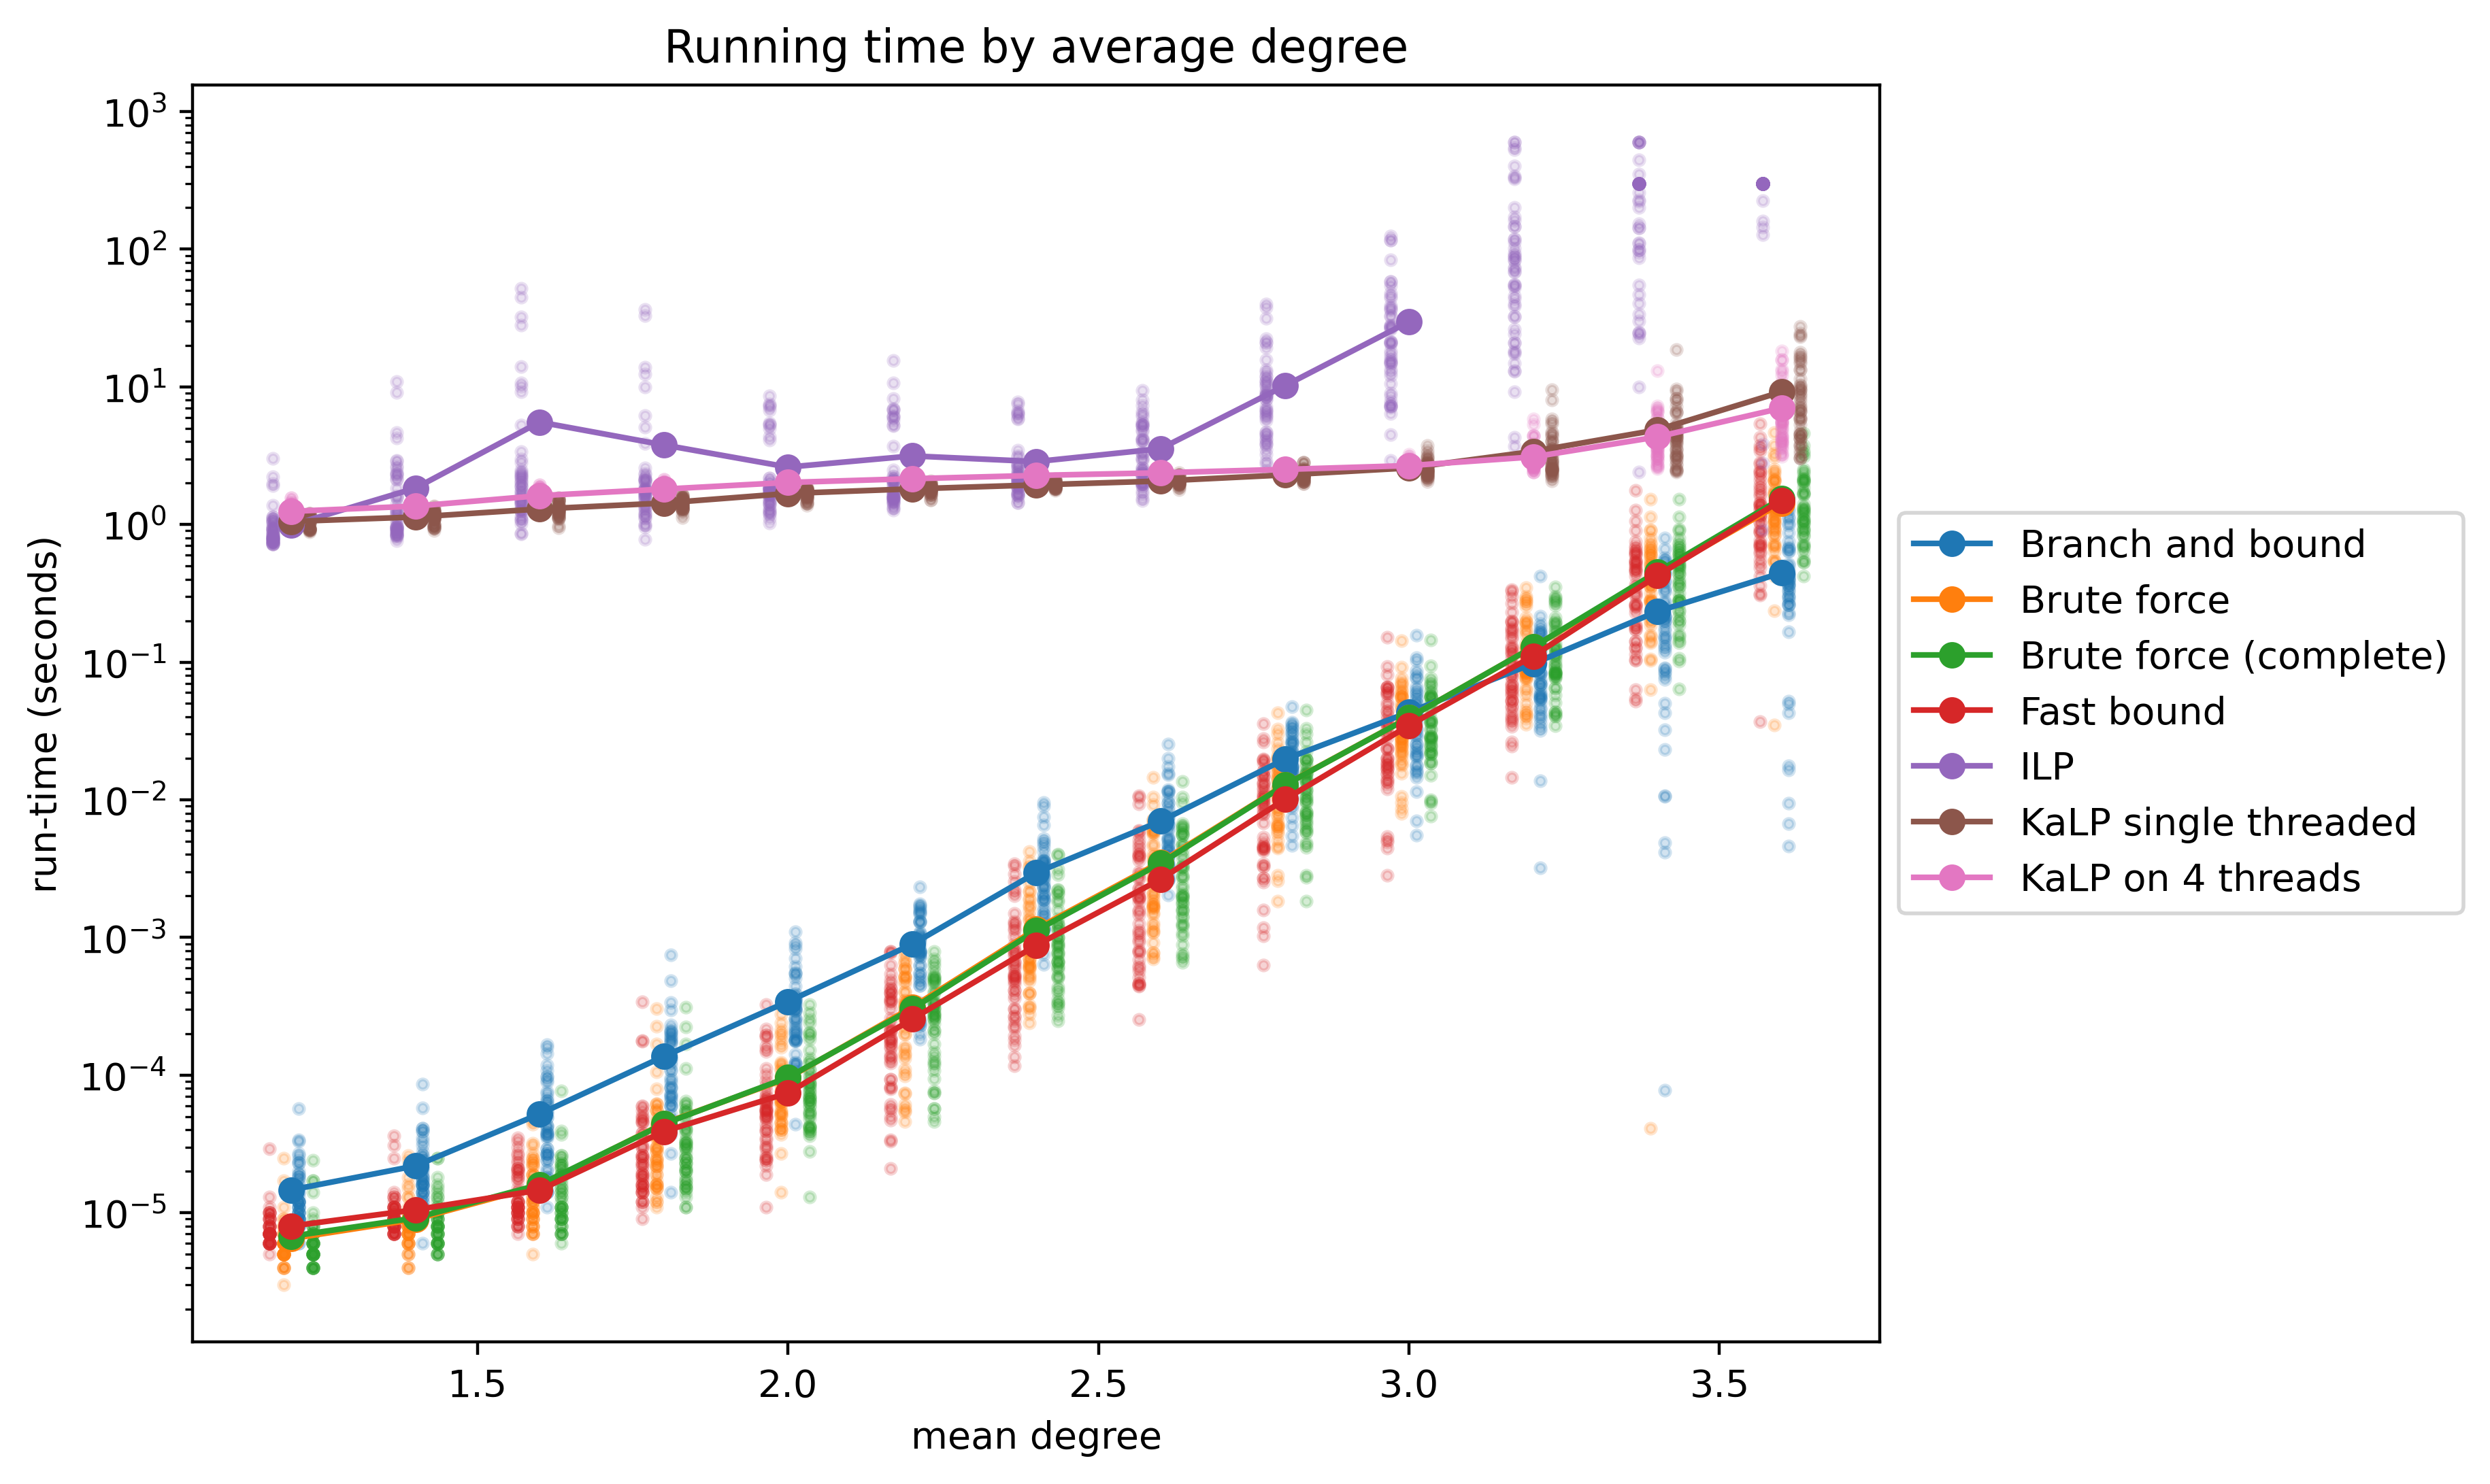 Running time by average degree
run-time (seconds)
10³
10²
10¹
10⁰
10⁻¹
10⁻²
10⁻³
10⁻⁴
10⁻⁵
1.5 2.0 2.5 3.0 3.5
mean degree
Branch and bound
Brute force
Brute force (complete)
Fast bound
ILP
KaLP single threaded
KaLP on 4 threads